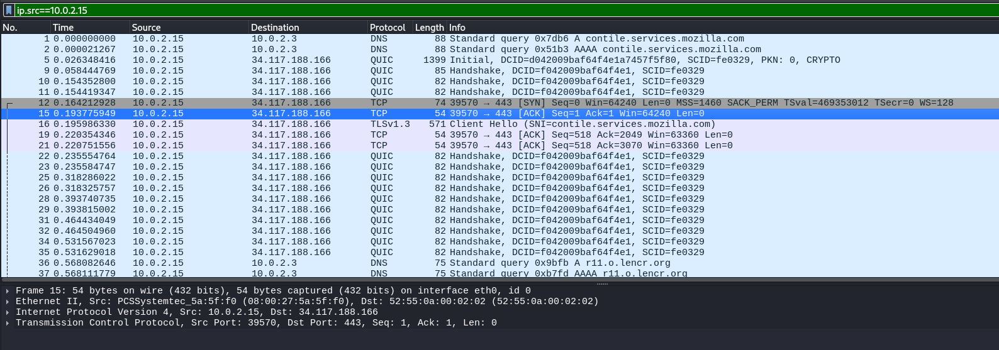 ip.src==10.0.2.15
No. Time Source Destination Protocol Length Info
1 0.000000000 10.0.2.15 10.0.2.3 DNS 88 Standard query 0x7db6 A contile.services.mozilla.com
2 0.000021267 10.0.2.15 10.0.2.3 DNS 88 Standard query 0x51b3 AAAA contile.services.mozilla.com
5 0.026348416 10.0.2.15 34.117.188.166 QUIC 1399 Initial, DCID=d042009baf64f4e1a7457f5f80, SCID=fe0329, PKN: 0, CRYPTO
9 0.058444769 10.0.2.15 34.117.188.166 QUIC 85 Handshake, DCID=f042009baf64f4e1, SCID=fe0329
10 0.154352800 10.0.2.15 34.117.188.166 QUIC 82 Handshake, DCID=f042009baf64f4e1, SCID=fe0329
11 0.154419347 10.0.2.15 34.117.188.166 QUIC 82 Handshake, DCID=f042009baf64f4e1, SCID=fe0329
12 0.164212928 10.0.2.15 34.117.188.166 TCP 74 39570 → 443 [SYN] Seq=0 Win=64240 Len=0 MSS=1460 SACK_PERM TSval=469353012 TSecr=0 WS=128
15 0.193775949 10.0.2.15 34.117.188.166 TCP 54 39570 → 443 [ACK] Seq=1 Ack=1 Win=64240 Len=0
16 0.195986330 10.0.2.15 34.117.188.166 TLSv1.3 571 Client Hello (SNI=contile.services.mozilla.com)
19 0.220354346 10.0.2.15 34.117.188.166 TCP 54 39570 → 443 [ACK] Seq=518 Ack=2049 Win=63360 Len=0
21 0.220751556 10.0.2.15 34.117.188.166 TCP 54 39570 → 443 [ACK] Seq=518 Ack=3070 Win=63360 Len=0
22 0.235554764 10.0.2.15 34.117.188.166 QUIC 82 Handshake, DCID=f042009baf64f4e1, SCID=fe0329
23 0.235584747 10.0.2.15 34.117.188.166 QUIC 82 Handshake, DCID=f042009baf64f4e1, SCID=fe0329
25 0.318286022 10.0.2.15 34.117.188.166 QUIC 82 Handshake, DCID=f042009baf64f4e1, SCID=fe0329
26 0.318325757 10.0.2.15 34.117.188.166 QUIC 82 Handshake, DCID=f042009baf64f4e1, SCID=fe0329
28 0.393740735 10.0.2.15 34.117.188.166 QUIC 82 Handshake, DCID=f042009baf64f4e1, SCID=fe0329
29 0.393815002 10.0.2.15 34.117.188.166 QUIC 82 Handshake, DCID=f042009baf64f4e1, SCID=fe0329
31 0.464434049 10.0.2.15 34.117.188.166 QUIC 82 Handshake, DCID=f042009baf64f4e1, SCID=fe0329
32 0.464504960 10.0.2.15 34.117.188.166 QUIC 82 Handshake, DCID=f042009baf64f4e1, SCID=fe0329
34 0.531567023 10.0.2.15 34.117.188.166 QUIC 82 Handshake, DCID=f042009baf64f4e1, SCID=fe0329
35 0.531629018 10.0.2.15 34.117.188.166 QUIC 82 Handshake, DCID=f042009baf64f4e1, SCID=fe0329
36 0.568082646 10.0.2.15 10.0.2.3 DNS 75 Standard query 0x9bfb A r11.o.lencr.org
37 0.568111779 10.0.2.15 10.0.2.3 DNS 75 Standard query 0xb7fd AAAA r11.o.lencr.org
Frame 15: 54 bytes on wire (432 bits), 54 bytes captured (432 bits) on interface eth0, id 0
Ethernet II, Src: PCSSystemtec_5a:5f:f0 (08:00:27:5a:5f:f0), Dst: 52:55:0a:00:02:02 (52:55:0a:00:02:02)
Internet Protocol Version 4, Src: 10.0.2.15, Dst: 34.117.188.166
Transmission Control Protocol, Src Port: 39570, Dst Port: 443, Seq: 1, Ack: 1, Len: 0